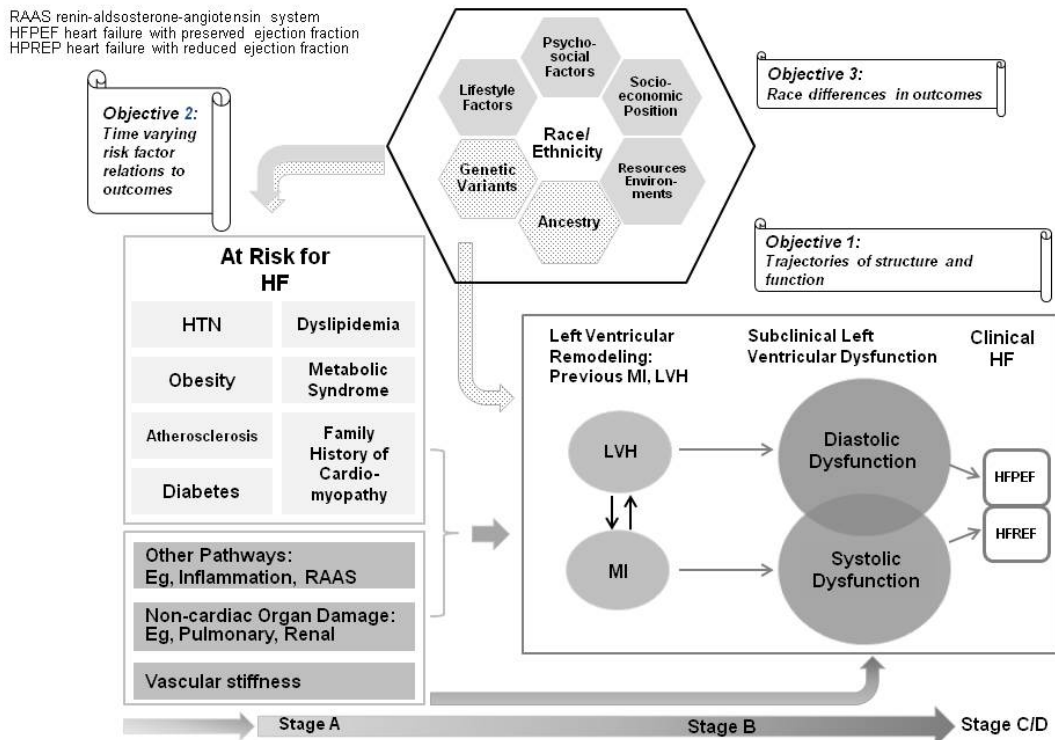 RAAS renin-aldsosterone-angiotensin system
HFPEF heart failure with preserved ejection fraction
HPREP heart failure with reduced ejection fraction
Objective 2:
Time varying
risk factor
relations to
outcomes
Psycho-
social
Factors
Lifestyle
Factors
Socio-
economic
Position
Race/
Ethnicity
Genetic
Variants
Resources
Environ-
ments
Ancestry
Objective 3:
Race differences in outcomes
Objective 1:
Trajectories of structure and
function
At Risk for
HF
HTN
Dyslipidemia
Obesity
Metabolic
Syndrome
Atherosclerosis
Family
History of
Cardio-
myopathy
Diabetes
Other Pathways:
Eg, Inflammation, RAAS
Non-cardiac Organ Damage:
Eg, Pulmonary, Renal
Vascular stiffness
Left Ventricular
Remodeling:
Previous MI, LVH
Subclinical Left
Ventricular Dysfunction
Clinical
HF
LVH
MI
Diastolic
Dysfunction
Systolic
Dysfunction
HFPEF
HFREF
Stage A
Stage B
Stage C/D